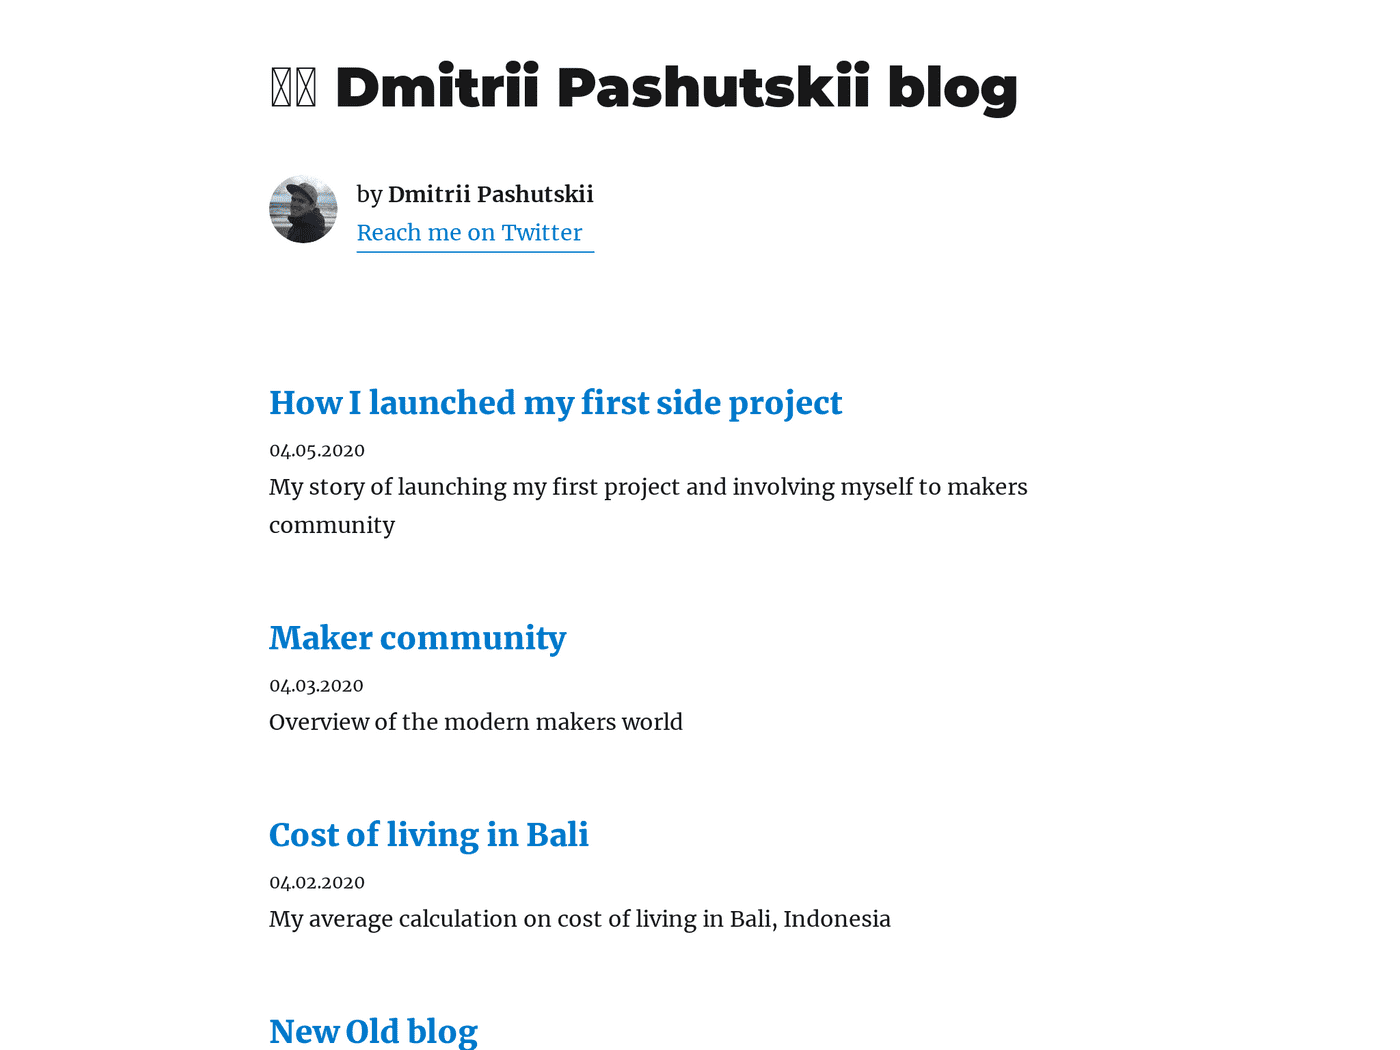 Dmitrii Pashutskii blog
by Dmitrii Pashutskii
Reach me on Twitter
How I launched my first side project
04.05.2020
My story of launching my first project and involving myself to makers
community
Maker community
04.03.2020
Overview of the modern makers world
Cost of living in Bali
04.02.2020
My average calculation on cost of living in Bali, Indonesia
New Old blog